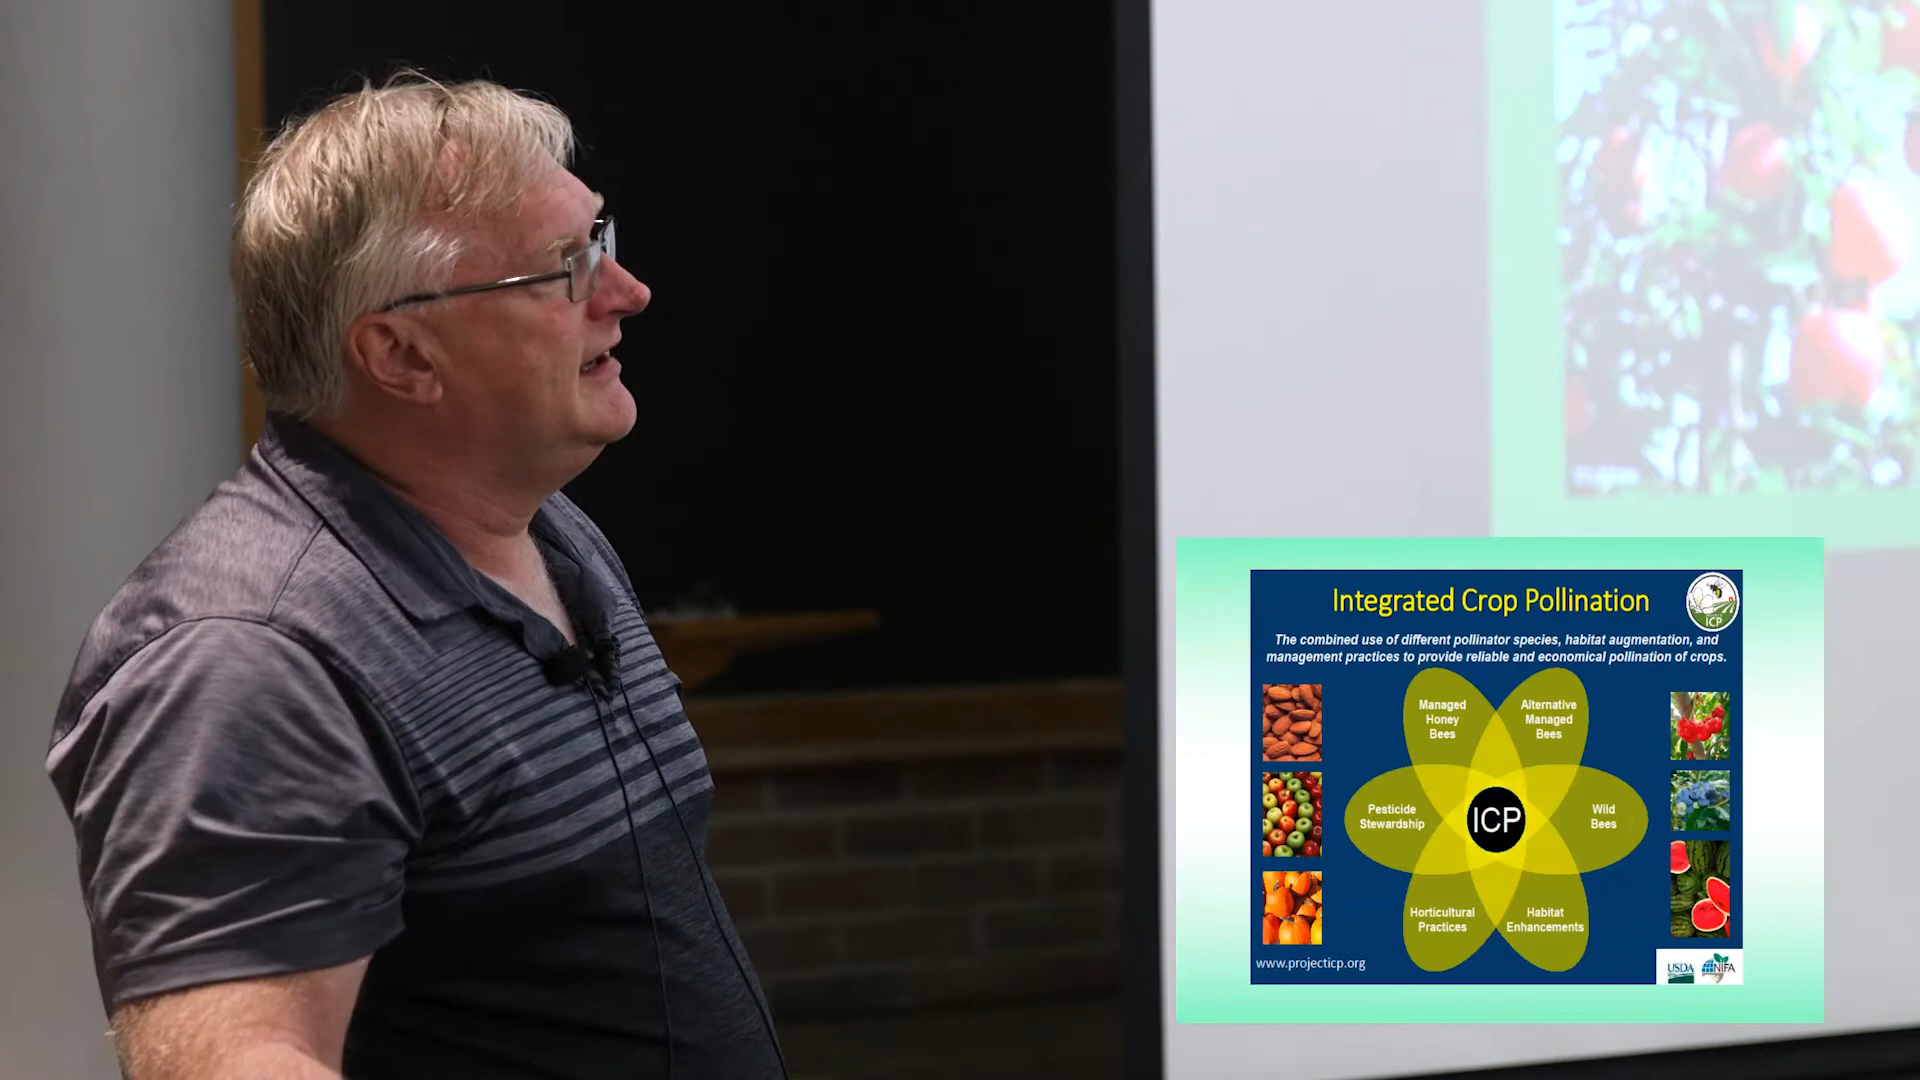 Integrated Crop Pollination
ICP
The combined use of different pollinator species, habitat augmentation, and
management practices to provide reliable and economical pollination of crops.
Managed
Honey
Bees
Alternative
Managed
Bees
Pesticide
Stewardship
ICP
Wild
Bees
Horticultural
Practices
Habitat
Enhancements
www.projecticp.org
USDA
NIFA